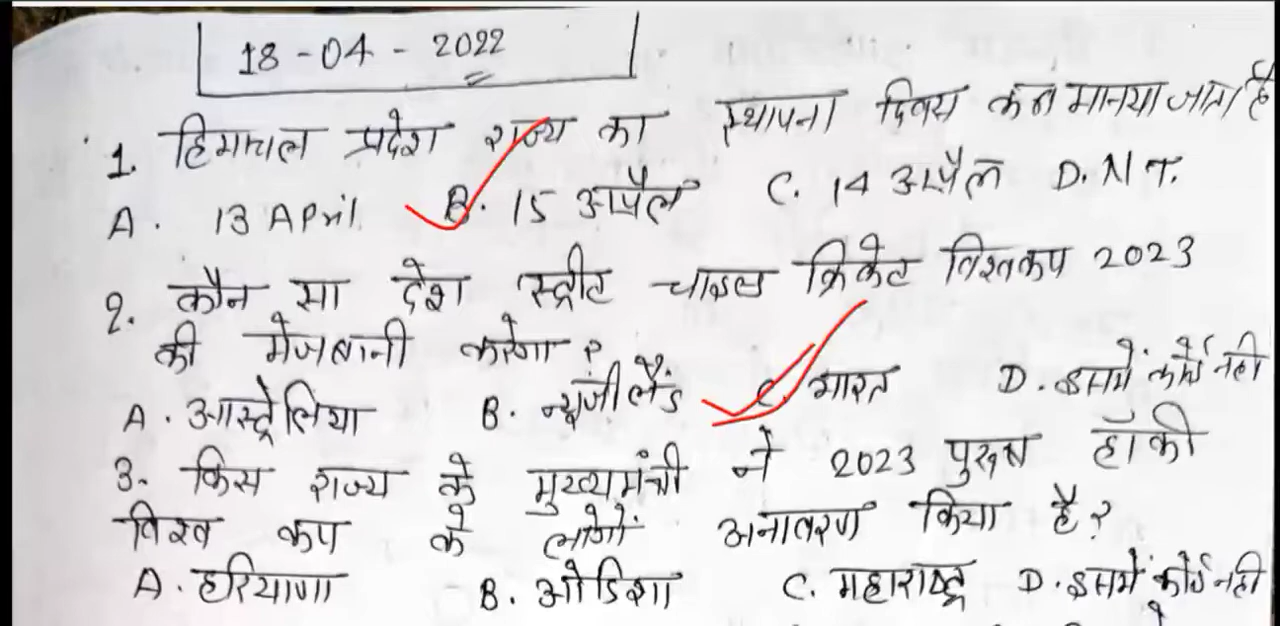 18-04-2022
1. हिमाचल प्रदेश राज्य का स्थापना दिवस कब मानया जाता है
A. 13 April B. 15 अप्रैल C. 14 अप्रैल D. N T.
2. कौन सा देश स्ट्रीट चाइल्ड क्रिकेट विश्वकप 2023
की मेजबानी करेगा ?
A. आस्ट्रेलिया B. न्यूजीलैंड C. भारत D. इसमें कोई नही
3. किस राज्य के मुख्यमंत्री ने 2023 पुरुष हॉकी
विश्व कप के लोगों अनावरण किया है ?
A. हरियाणा B. ओडिशा C. महाराष्ट्र D. इसमें कोई नही